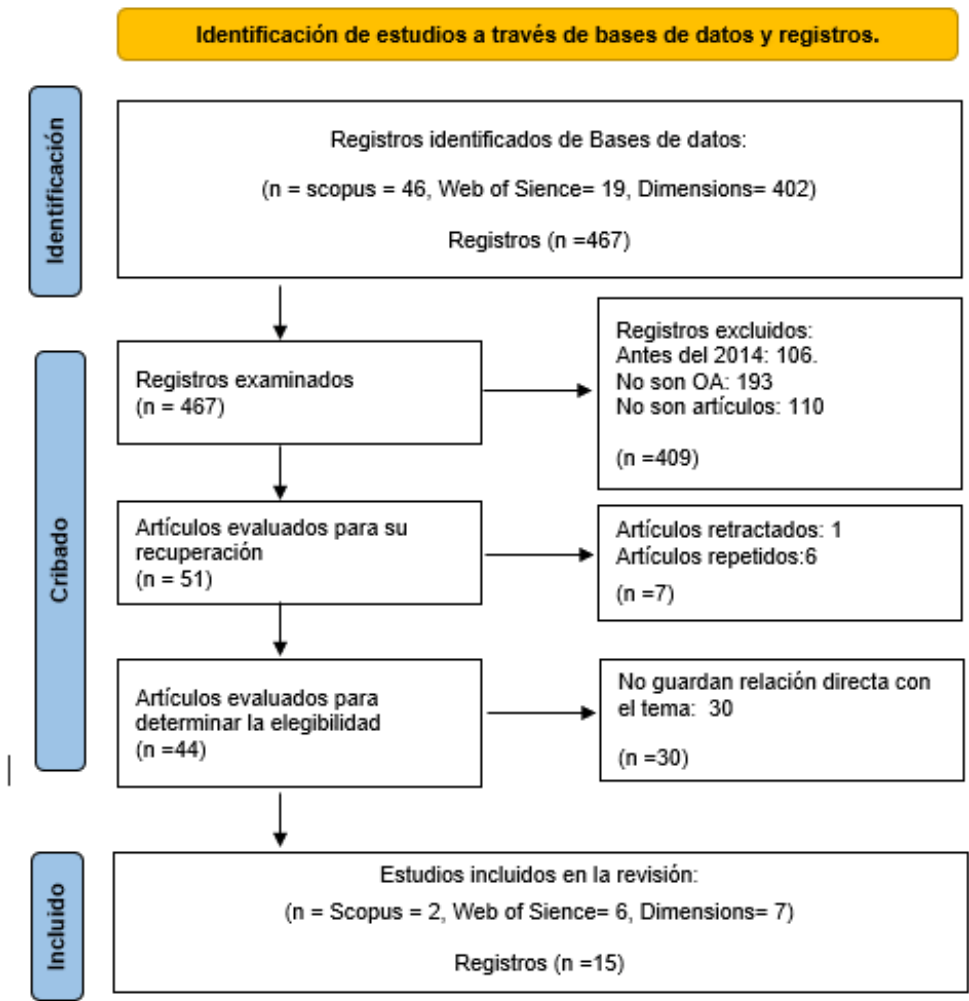 Identificación de estudios a través de bases de datos y registros.
Identificación
Registros identificados de Bases de datos:
(n = scopus = 46, Web of Sience= 19, Dimensions= 402)
Registros (n =467)
Cribado
Registros examinados
(n = 467)
Registros excluidos:
Antes del 2014: 106.
No son OA: 193
No son artículos: 110
(n =409)
Artículos evaluados para su
recuperación
(n = 51)
Artículos retractados: 1
Artículos repetidos:6
(n =7)
Artículos evaluados para
determinar la elegibilidad
(n =44)
No guardan relación directa con
el tema: 30
(n =30)
Incluido
Estudios incluidos en la revisión:
(n = Scopus = 2, Web of Sience= 6, Dimensions= 7)
Registros (n =15)